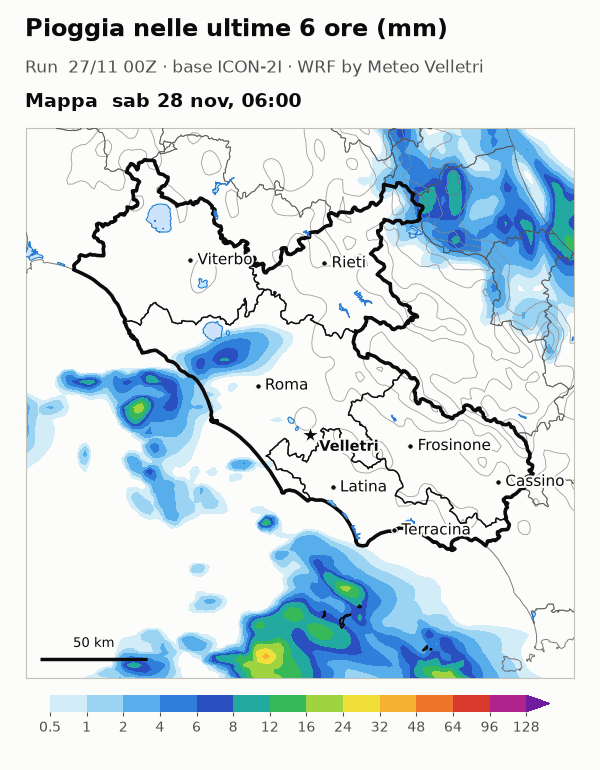 Pioggia nelle ultime 6 ore (mm)
Run  27/11 00Z · base ICON-2I · WRF by Meteo Velletri
Mappa  sab 28 nov, 06:00
Viterbo
Rieti
Roma
Velletri
Frosinone
Latina
Cassino
Terracina
50 km
0.5 1 2 4 6 8 12 16 24 32 48 64 96 128